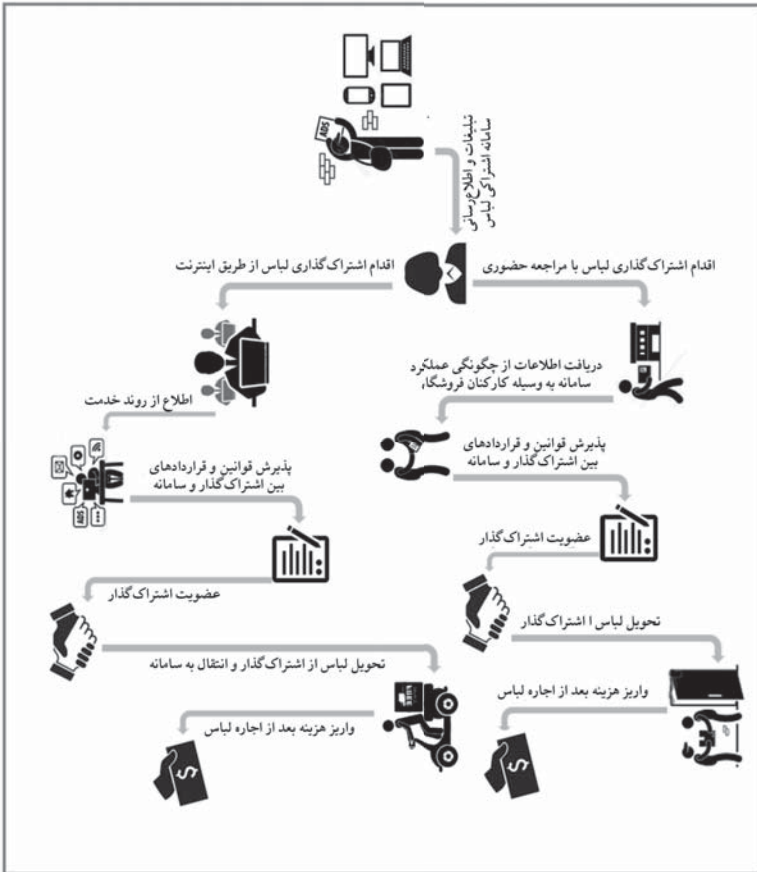 ADS
تبلیغات و اطلاع‌رسانی
سامانه اشتراکی لباس
اقدام اشتراک‌گذاری لباس با مراجعه حضوری
اقدام اشتراک‌گذاری لباس از طریق اینترنت
دریافت اطلاعات از چگونگی عملکرد
سامانه به وسیله کارکنان فروشگاه
اطلاع از روند خدمت
پذیرش قوانین و قراردادهای
بین اشتراک‌گذار و سامانه
پذیرش قوانین و قراردادهای
بین اشتراک‌گذار و سامانه
ADS
عضویت اشتراک‌گذار
عضویت اشتراک‌گذار
تحویل لباس ا اشتراک‌گذار
تحویل لباس از اشتراک‌گذار و انتقال به سامانه
واریز هزینه بعد از اجاره لباس
واریز هزینه بعد از اجاره لباس
$
$